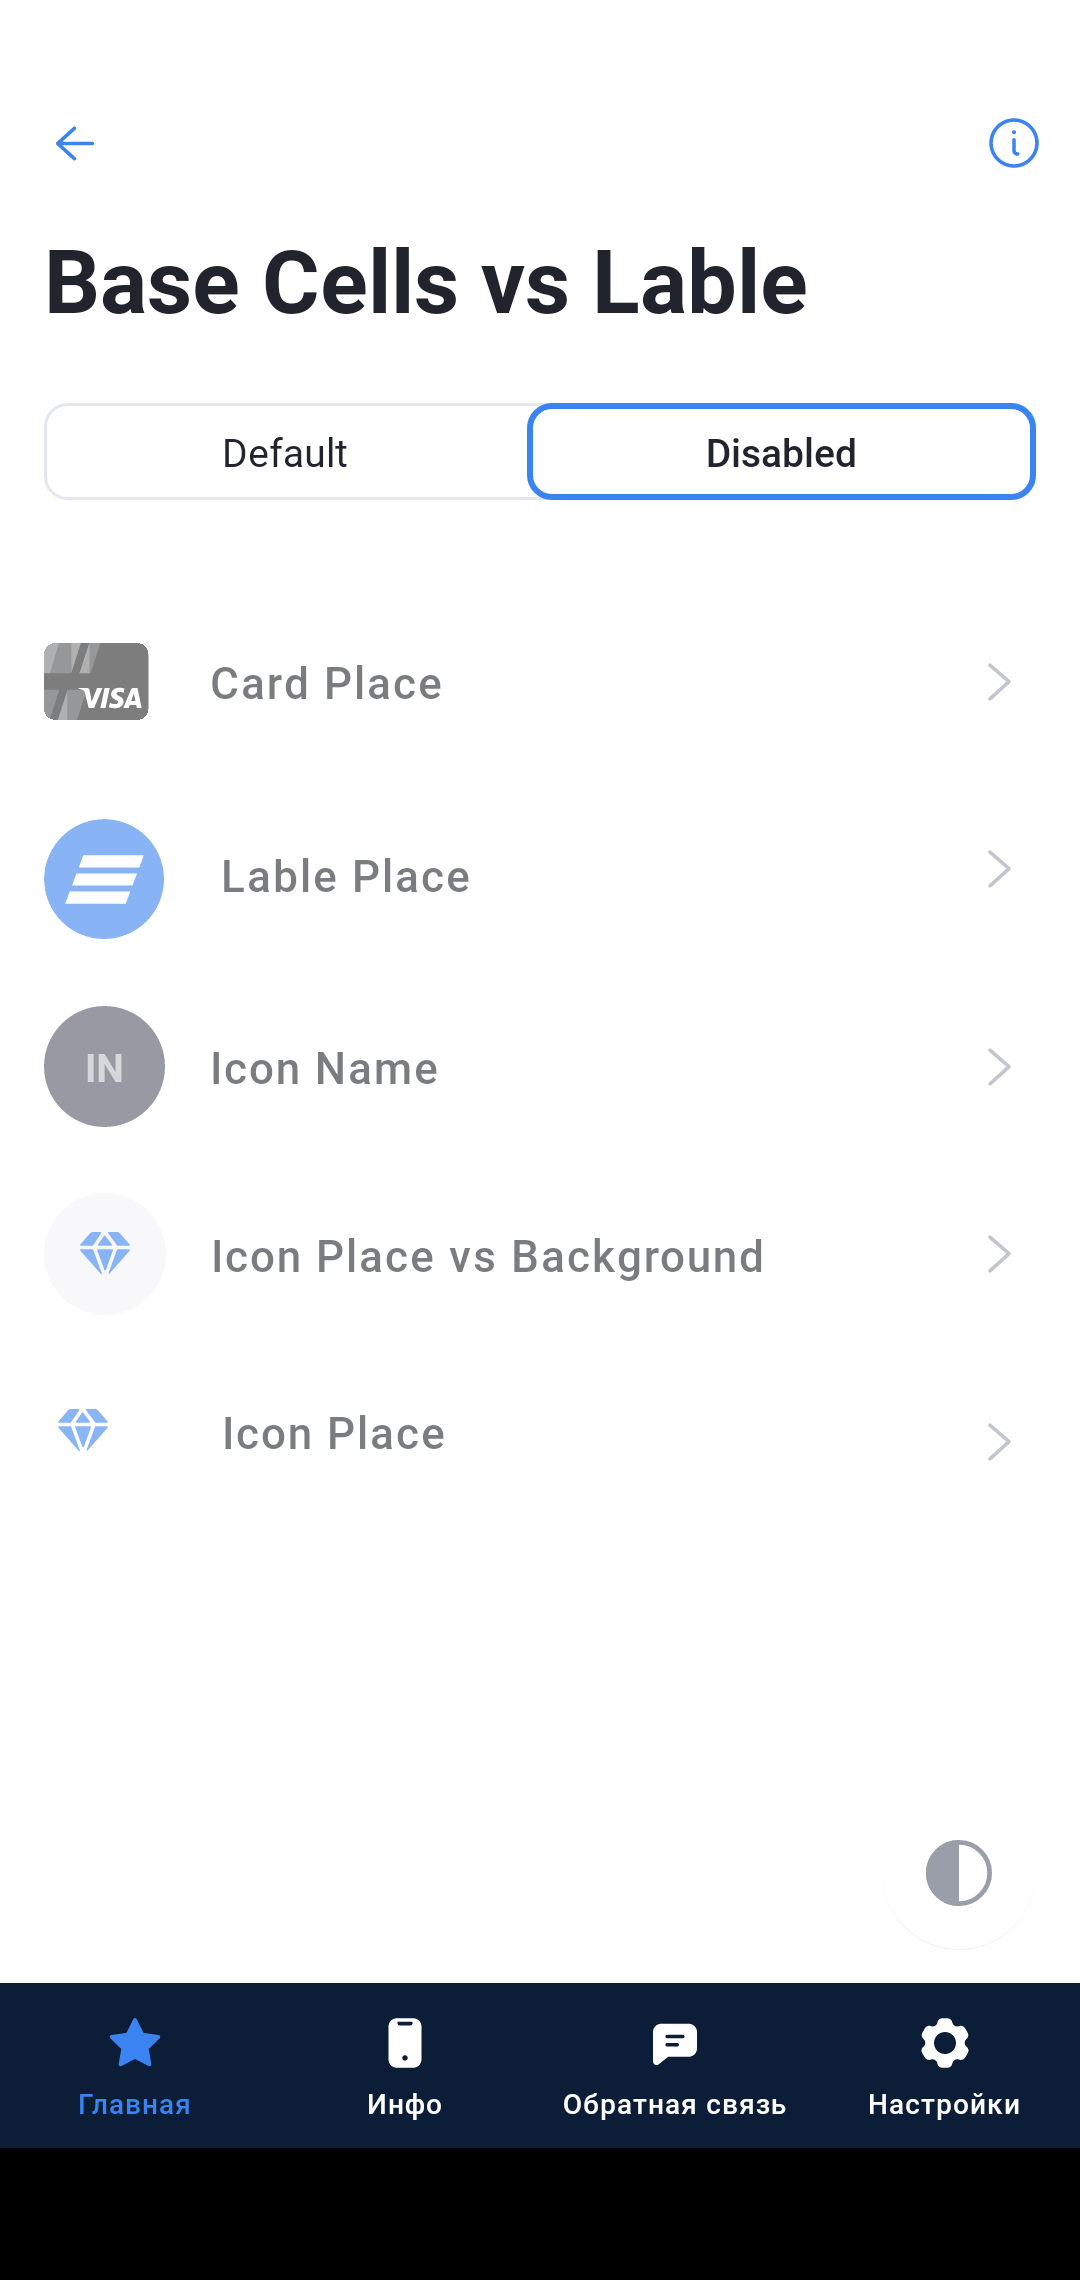 Base Cells vs Lable
Default
Disabled
VISA
Card Place
Lable Place
IN
Icon Name
Icon Place vs Background
Icon Place
Главная
Инфо
Обратная связь
Настройки